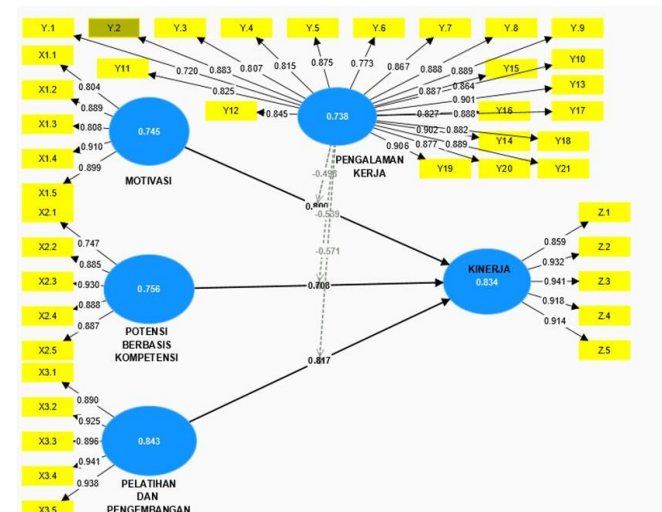 Y.1 Y.2 Y.3 Y.4 Y.5 Y.6 Y.7 Y.8 Y.9
X1.1
Y11 Y15 Y10
0.720 0.883 0.807 0.815 0.875 0.773 0.867 0.888 0.889
0.804
0.825 0.887 0.864
X1.2 Y13
0.889 0.901
Y12 0.845 0.738 0.827 0.888 Y16 Y17
X1.3 0.808 0.745
0.902 0.882 Y14 Y18
X1.4 0.910
0.906 0.877 0.889
PENGALAMAN
KERJA
Y19 Y20 Y21
0.899
MOTIVASI
X1.5
X2.1
-0.539
Z.1
0.747 0.859
X2.2 Z.2
0.885 -0.571 0.932
KINERJA
X2.3 0.930 0.756 0.708 0.834 0.941 Z.3
X2.4 0.888 0.918 Z.4
0.887 0.914
POTENSI
BERBASIS
KOMPETENSI
X2.5 Z.5
X3.1 0.817
0.890
X3.2
0.925
X3.3 0.896 0.843
X3.4 0.941
0.938
PELATIHAN
DAN
PENGEMBANGAN
X3.5